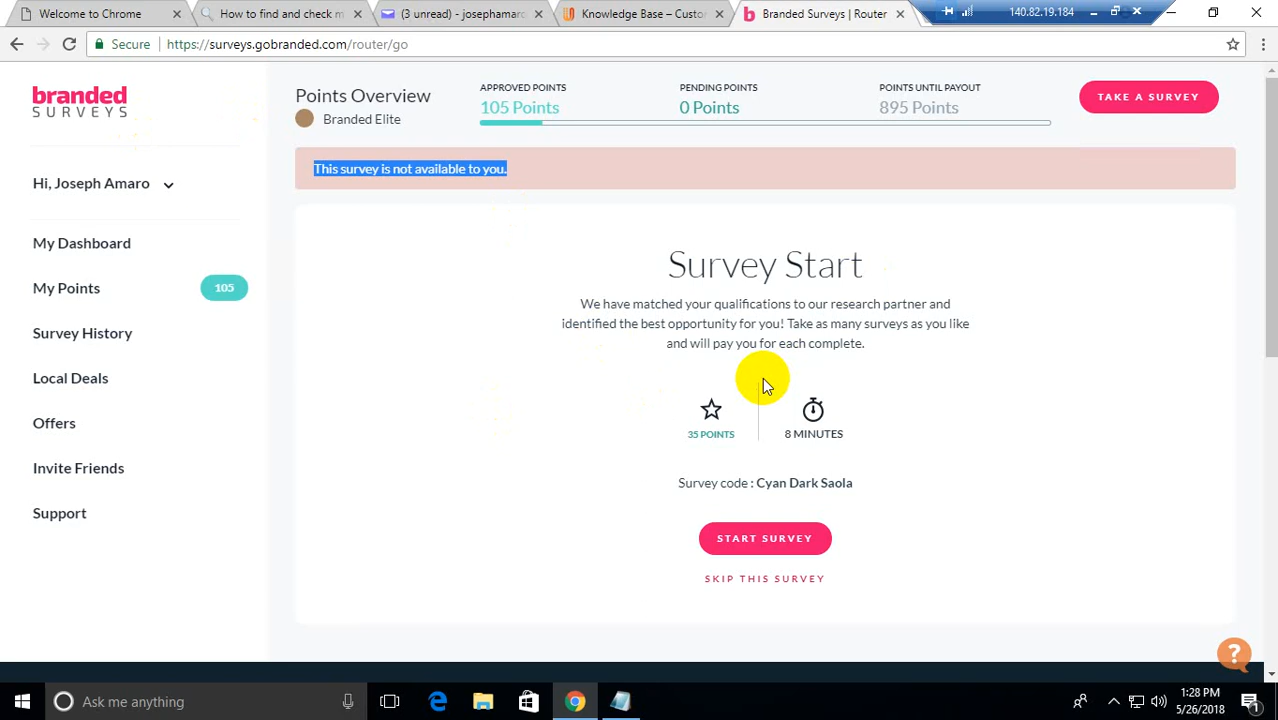 Welcome to Chrome
How to find and check m
(3 unread) - josephamarc
Knowledge Base – Custo
Branded Surveys | Router
140.82.19.184
Secure
https://surveys.gobranded.com/router/go
branded
SURVEYS
Points Overview
Branded Elite
APPROVED POINTS
105 Points
PENDING POINTS
0 Points
POINTS UNTIL PAYOUT
895 Points
TAKE A SURVEY
This survey is not available to you.
Hi, Joseph Amaro
My Dashboard
My Points
105
Survey History
Local Deals
Offers
Invite Friends
Support
Survey Start
We have matched your qualifications to our research partner and
identified the best opportunity for you! Take as many surveys as you like
and will pay you for each complete.
35 POINTS
8 MINUTES
Survey code : Cyan Dark Saola
START SURVEY
SKIP THIS SURVEY
?
Ask me anything
1:28 PM
5/26/2018
1